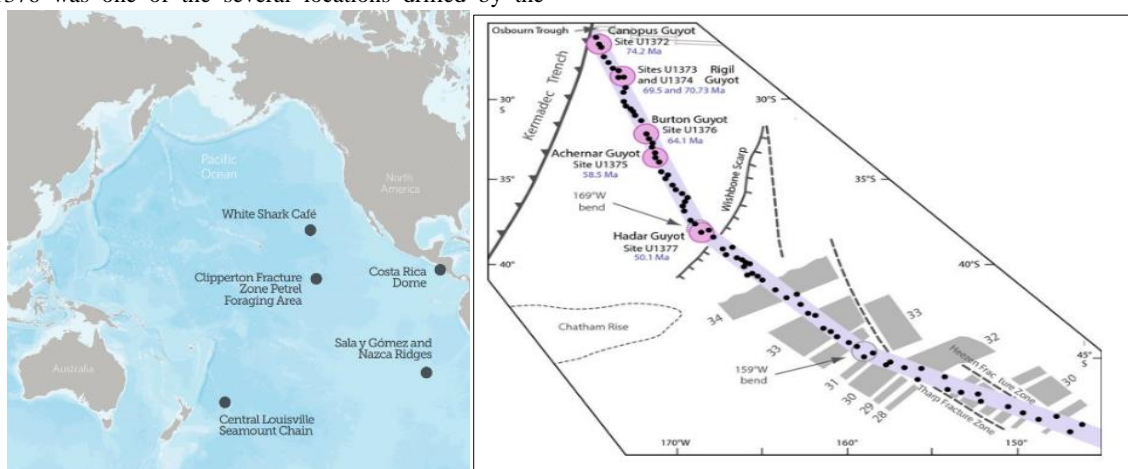 1376 was one of the several locations drilled by the
Pacific
Ocean
North
America
White Shark Café
Clipperton Fracture
Zone Petrel
Foraging Area
Costa Rica
Dome
Sala y Gómez and
Nazca Ridges
Australia
Central Louisville
Seamount Chain
Osbourn Trough
Canopus Guyot
Site U1372
74.2 Ma
Sites U1373 Rigil
and U1374 Guyot
69.5 and 70.73 Ma
Kermadec Trench
30°
S
30°S
Burton Guyot
Site U1376
64.1 Ma
Achernar Guyot
Site U1375
58.5 Ma
35°
35°S
Wishbone Scarp
169°W
bend
Hadar Guyot
Site U1377
50.1 Ma
40°
40°S
Chatham Rise
34
33
33
32
159°W
bend
31
30
29
28
Heezen Fracture Zone
Tharp Fracture Zone
30
45°
S
170°W
160°
150°